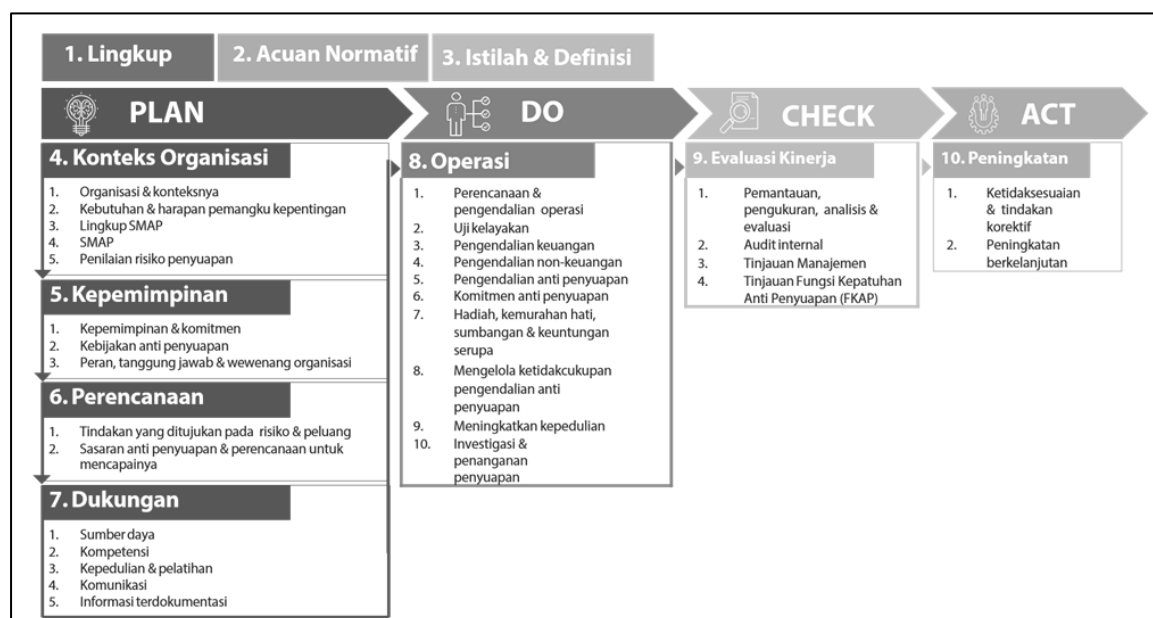 1. Lingkup
2. Acuan Normatif
3. Istilah & Definisi
PLAN
DO
CHECK
ACT
4. Konteks Organisasi
1. Organisasi & konteksnya
2. Kebutuhan & harapan pemangku kepentingan
3. Lingkup SMAP
4. SMAP
5. Penilaian risiko penyuapan
5. Kepemimpinan
1. Kepemimpinan & komitmen
2. Kebijakan anti penyuapan
3. Peran, tanggung jawab & wewenang organisasi
6. Perencanaan
1. Tindakan yang ditujukan pada risiko & peluang
2. Sasaran anti penyuapan & perencanaan untuk
mencapainya
7. Dukungan
1. Sumber daya
2. Kompetensi
3. Kepedulian & pelatihan
4. Komunikasi
5. Informasi terdokumentasi
8. Operasi
1. Perencanaan &
pengendalian operasi
2. Uji kelayakan
3. Pengendalian keuangan
4. Pengendalian non-keuangan
5. Pengendalian anti penyuapan
6. Komitmen anti penyuapan
7. Hadiah, kemurahan hati,
sumbangan & keuntungan
serupa
8. Mengelola ketidakcukupan
pengendalian anti
penyuapan
9. Meningkatkan kepedulian
10. Investigasi &
penanganan
penyuapan
9. Evaluasi Kinerja
1. Pemantauan,
pengukuran, analisis &
evaluasi
2. Audit internal
3. Tinjauan Manajemen
4. Tinjauan Fungsi Kepatuhan
Anti Penyuapan (FKAP)
10. Peningkatan
1. Ketidaksesuaian
& tindakan
korektif
2. Peningkatan
berkelanjutan